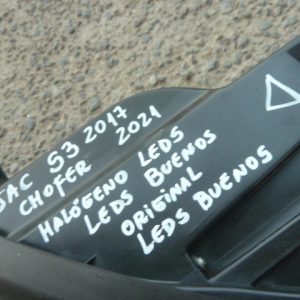 JAC S3 2017
CHOFER 2021
HALÓGENO LEDS
LEDS BUENOS
ORIGINAL
LEDS BUENOS